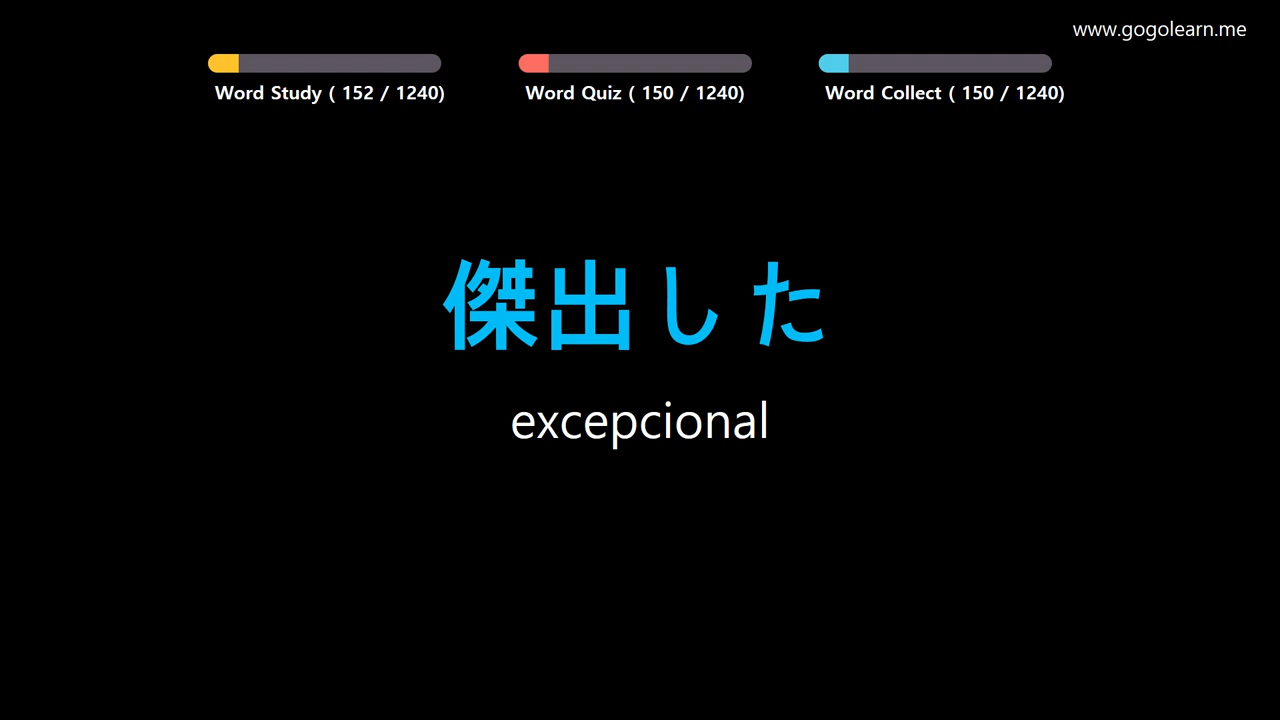 www.gogolearn.me
Word Study ( 152 / 1240)
Word Quiz ( 150 / 1240)
Word Collect ( 150 / 1240)
傑出した
excepcional